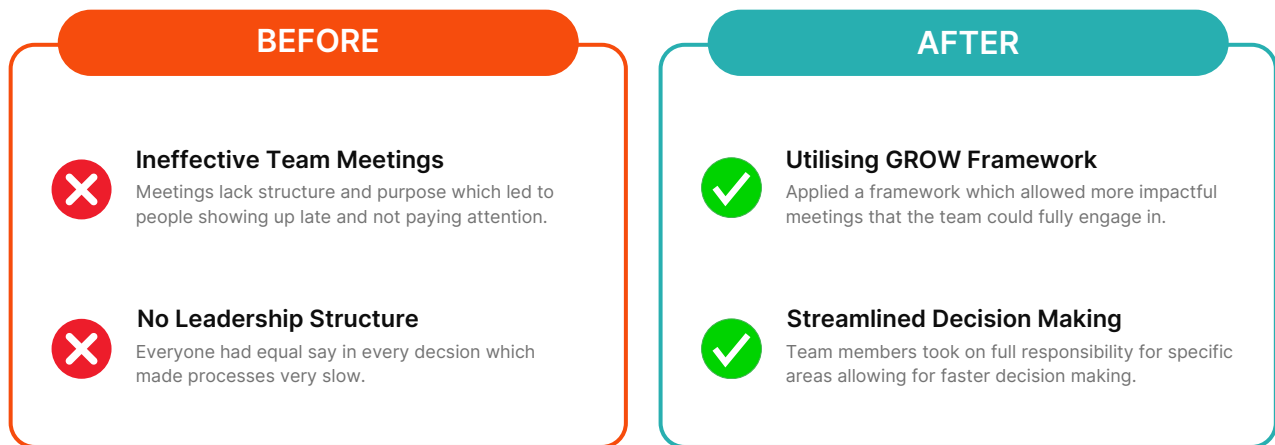 BEFORE
Ineffective Team Meetings
Meetings lack structure and purpose which led to
people showing up late and not paying attention.
No Leadership Structure
Everyone had equal say in every decsion which
made processes very slow.
AFTER
Utilising GROW Framework
Applied a framework which allowed more impactful
meetings that the team could fully engage in.
Streamlined Decision Making
Team members took on full responsibility for specific
areas allowing for faster decision making.